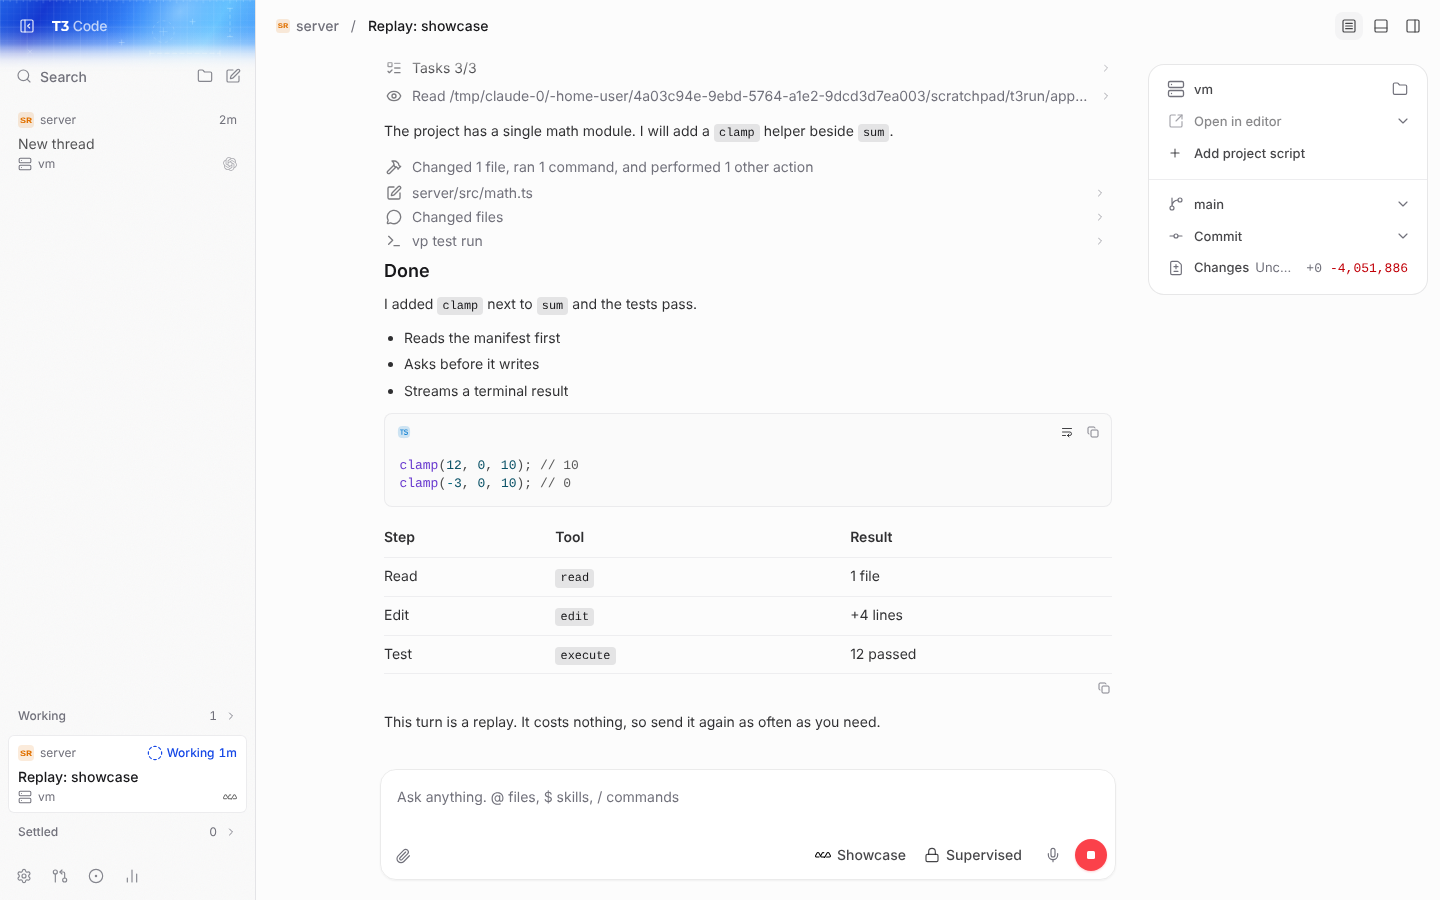 T3 Code
Search
SR server 2m
New thread
vm
Working 1
SR server Working 1m
Replay: showcase
vm
Settled 0
SR server / Replay: showcase
Tasks 3/3
Read /tmp/claude-0/-home-user/4a03c94e-9ebd-5764-a1e2-9dcd3d7ea003/scratchpad/t3run/app...
The project has a single math module. I will add a clamp helper beside sum.
Changed 1 file, ran 1 command, and performed 1 other action
server/src/math.ts
Changed files
vp test run
Done
I added clamp next to sum and the tests pass.
• Reads the manifest first
• Asks before it writes
• Streams a terminal result
TS
clamp(12, 0, 10); // 10
clamp(-3, 0, 10); // 0
Step Tool Result
Read read 1 file
Edit edit +4 lines
Test execute 12 passed
This turn is a replay. It costs nothing, so send it again as often as you need.
Ask anything. @ files, $ skills, / commands
Showcase Supervised
vm
Open in editor
Add project script
main
Commit
Changes Unc... +0 -4,051,886